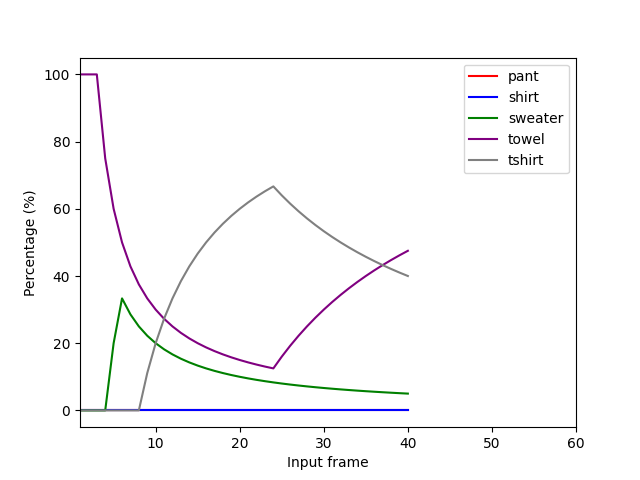 100
80
60
40
20
0
Percentage (%)
10 20 30 40 50 60
Input frame
pant
shirt
sweater
towel
tshirt